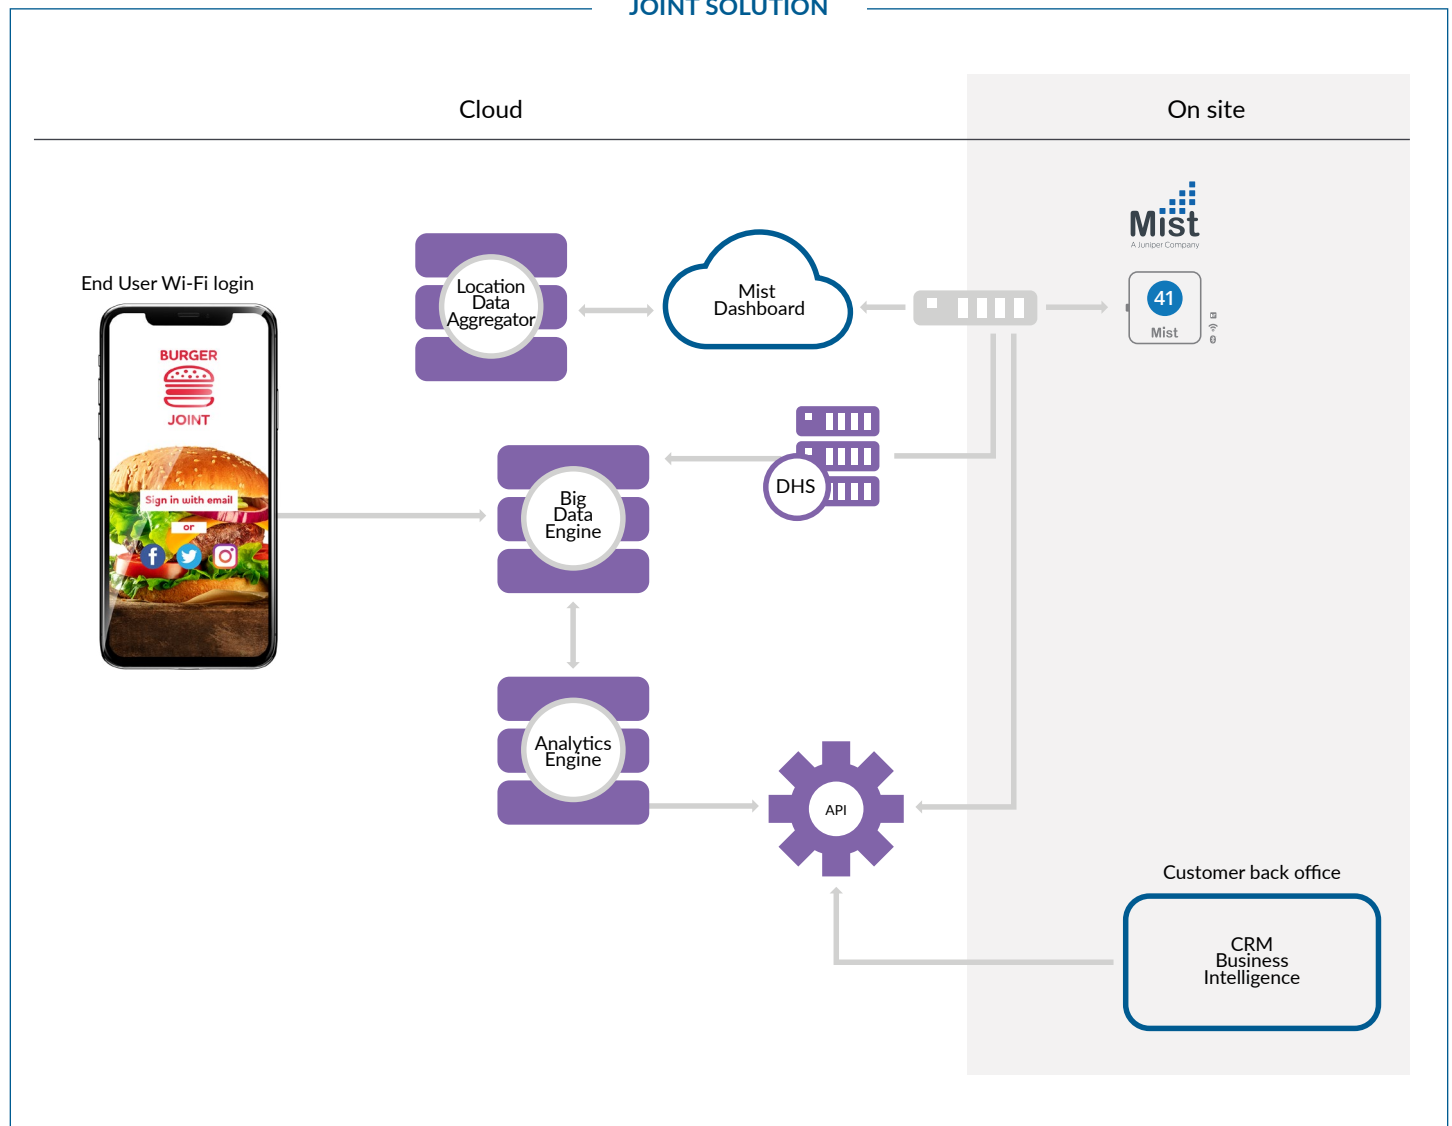 JOINT SOLUTION
Cloud
On site
Mist
A Juniper Company
End User Wi-Fi login
Location
Data
Aggregator
Mist
Dashboard
41
Mist
BURGER
JOINT
Sign in with email
or
f
Big
Data
Engine
DHS
Analytics
Engine
API
Customer back office
CRM
Business
Intelligence